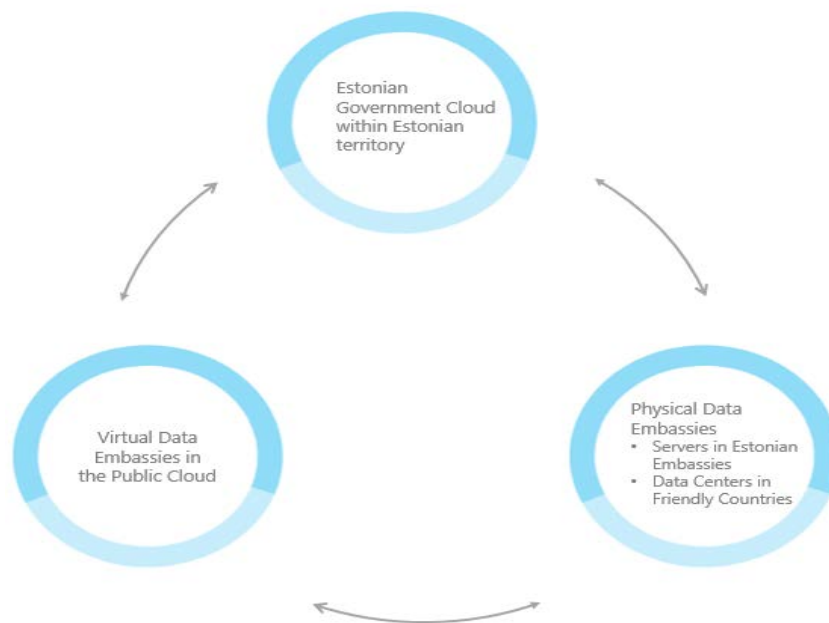 Estonian
Government Cloud
within Estonian
territory
Virtual Data
Embassies in
the Public Cloud
Physical Data
Embassies
• Servers in Estonian
Embassies
• Data Centers in
Friendly Countries